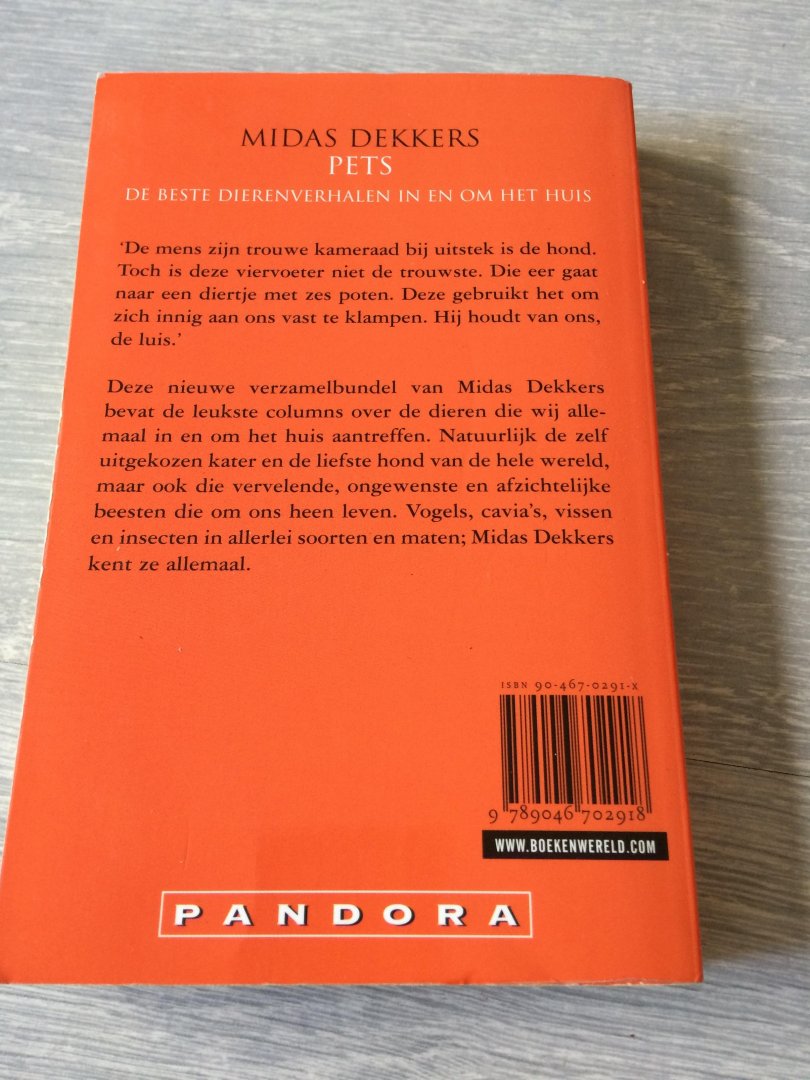 MIDAS DEKKERS
PETS
DE BESTE DIERENVERHALEN IN EN OM HET HUIS
‘De mens zijn trouwe kameraad bij uitstek is de hond.
Toch is deze viervoeter niet de trouwste. Die eer gaat
naar een diertje met zes poten. Deze gebruikt het om
zich innig aan ons vast te klampen. Hij houdt van ons,
de luis.’
Deze nieuwe verzamelbundel van Midas Dekkers
bevat de leukste columns over de dieren die wij alle-
maal in en om het huis aantreffen. Natuurlijk de zelf
uitgekozen kater en de liefste hond van de hele wereld,
maar ook die vervelende, ongewenste en afzichtelijke
beesten die om ons heen leven. Vogels, cavia’s, vissen
en insecten in allerlei soorten en maten; Midas Dekkers
kent ze allemaal.
ISBN 90-467-0291-X
9 789046 702918
WWW.BOEKENWERELD.COM
PANDORA